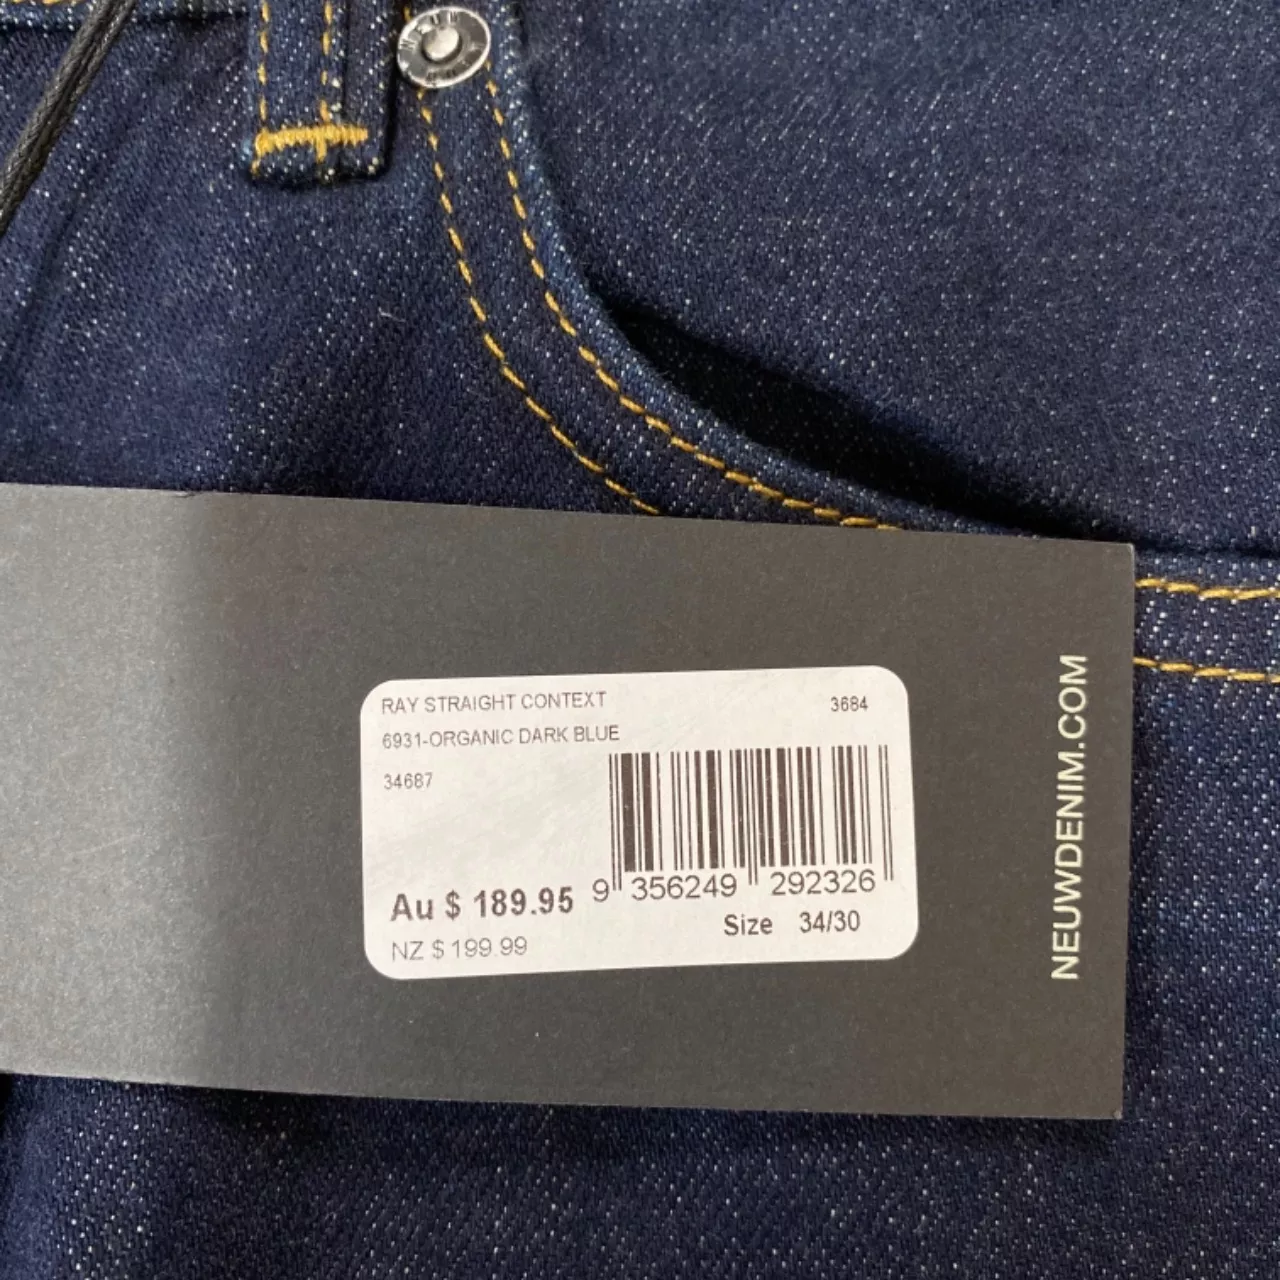 RAY STRAIGHT CONTEXT
3684
6931-ORGANIC DARK BLUE
34687
9 356249 292326
Au $ 189.95
Size 34/30
NZ $ 199.99
NEUWDENIM.COM